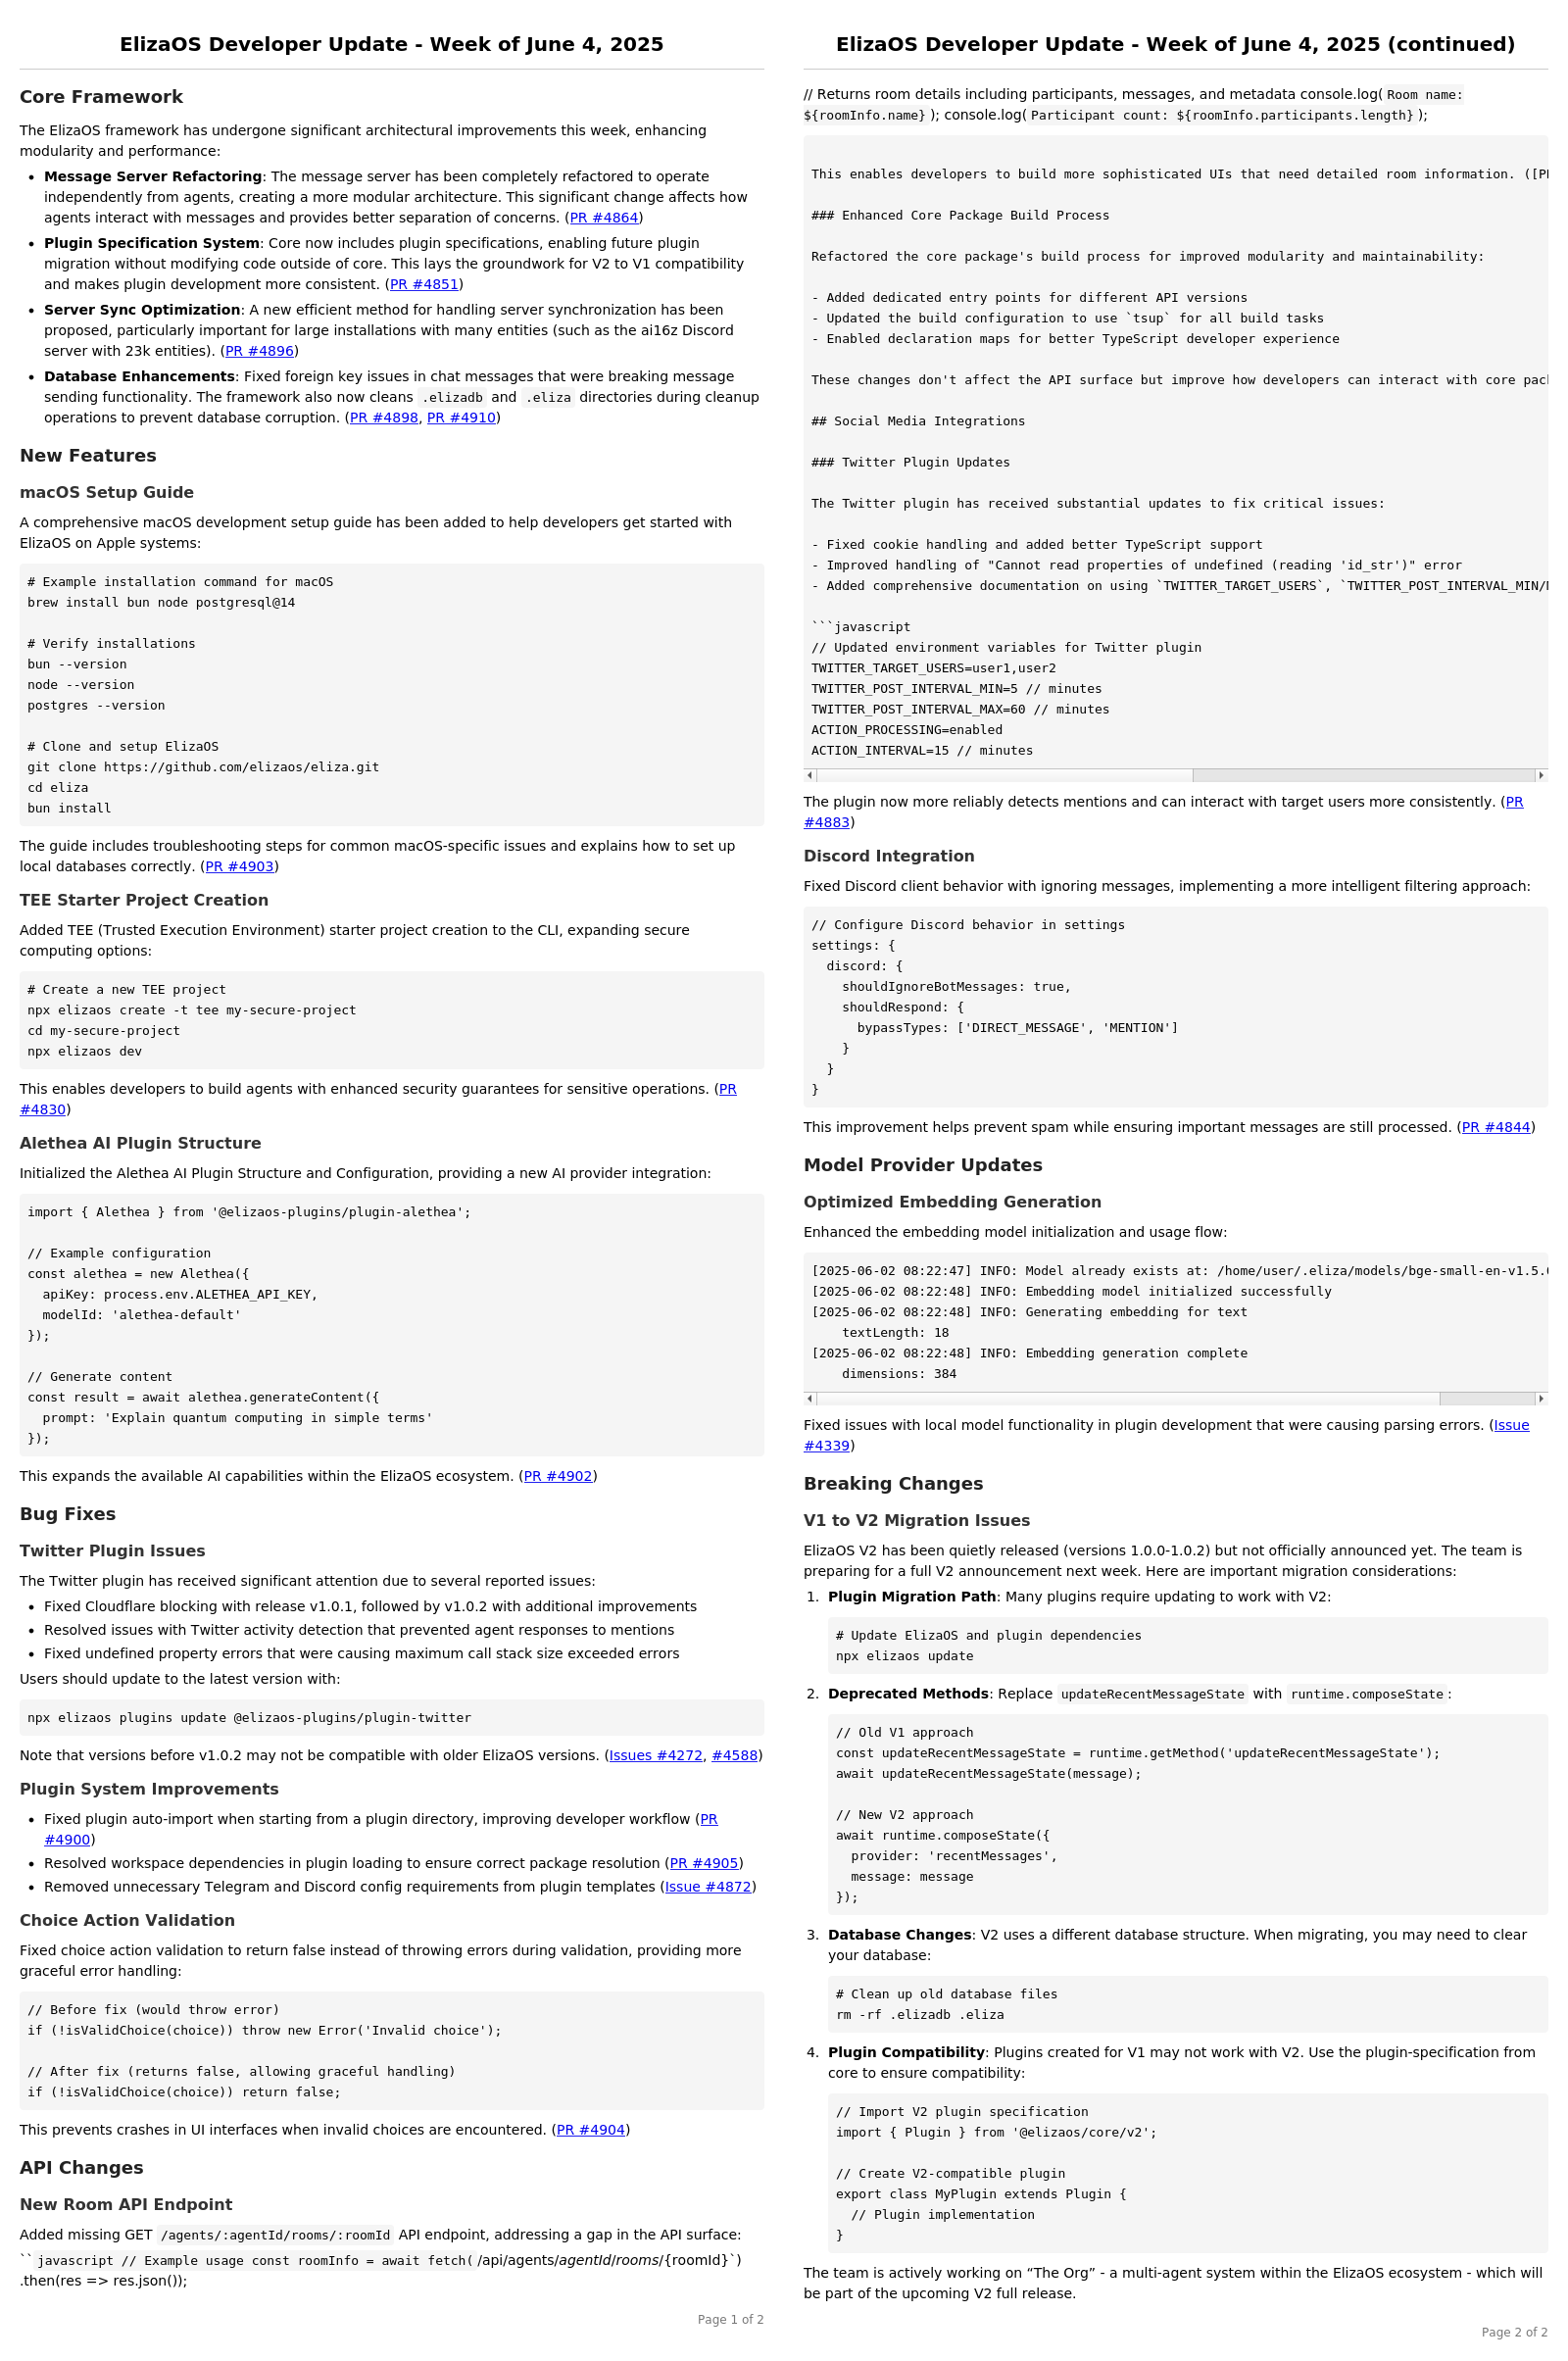 ElizaOS Developer Update - Week of June 4, 2025
Core Framework
The ElizaOS framework has undergone significant architectural improvements this week, enhancing
modularity and performance:
• Message Server Refactoring: The message server has been completely refactored to operate
independently from agents, creating a more modular architecture. This significant change affects how
agents interact with messages and provides better separation of concerns. (PR #4864)
• Plugin Specification System: Core now includes plugin specifications, enabling future plugin
migration without modifying code outside of core. This lays the groundwork for V2 to V1 compatibility
and makes plugin development more consistent. (PR #4851)
• Server Sync Optimization: A new efficient method for handling server synchronization has been
proposed, particularly important for large installations with many entities (such as the ai16z Discord
server with 23k entities). (PR #4896)
• Database Enhancements: Fixed foreign key issues in chat messages that were breaking message
sending functionality. The framework also now cleans .elizadb and .eliza directories during cleanup
operations to prevent database corruption. (PR #4898, PR #4910)
New Features
macOS Setup Guide
A comprehensive macOS development setup guide has been added to help developers get started with
ElizaOS on Apple systems:
# Example installation command for macOS
brew install bun node postgresql@14
# Verify installations
bun --version
node --version
postgres --version
# Clone and setup ElizaOS
git clone https://github.com/elizaos/eliza.git
cd eliza
bun install
The guide includes troubleshooting steps for common macOS-specific issues and explains how to set up
local databases correctly. (PR #4903)
TEE Starter Project Creation
Added TEE (Trusted Execution Environment) starter project creation to the CLI, expanding secure
computing options:
# Create a new TEE project
npx elizaos create -t tee my-secure-project
cd my-secure-project
npx elizaos dev
This enables developers to build agents with enhanced security guarantees for sensitive operations. (PR
#4830)
Alethea AI Plugin Structure
Initialized the Alethea AI Plugin Structure and Configuration, providing a new AI provider integration:
import { Alethea } from '@elizaos-plugins/plugin-alethea';
// Example configuration
const alethea = new Alethea({
  apiKey: process.env.ALETHEA_API_KEY,
  modelId: 'alethea-default'
});
// Generate content
const result = await alethea.generateContent({
  prompt: 'Explain quantum computing in simple terms'
});
This expands the available AI capabilities within the ElizaOS ecosystem. (PR #4902)
Bug Fixes
Twitter Plugin Issues
The Twitter plugin has received significant attention due to several reported issues:
• Fixed Cloudflare blocking with release v1.0.1, followed by v1.0.2 with additional improvements
• Resolved issues with Twitter activity detection that prevented agent responses to mentions
• Fixed undefined property errors that were causing maximum call stack size exceeded errors
Users should update to the latest version with:
npx elizaos plugins update @elizaos-plugins/plugin-twitter
Note that versions before v1.0.2 may not be compatible with older ElizaOS versions. (Issues #4272, #4588)
Plugin System Improvements
• Fixed plugin auto-import when starting from a plugin directory, improving developer workflow (PR
#4900)
• Resolved workspace dependencies in plugin loading to ensure correct package resolution (PR #4905)
• Removed unnecessary Telegram and Discord config requirements from plugin templates (Issue #4872)
Choice Action Validation
Fixed choice action validation to return false instead of throwing errors during validation, providing more
graceful error handling:
// Before fix (would throw error)
if (!isValidChoice(choice)) throw new Error('Invalid choice');
// After fix (returns false, allowing graceful handling)
if (!isValidChoice(choice)) return false;
This prevents crashes in UI interfaces when invalid choices are encountered. (PR #4904)
API Changes
New Room API Endpoint
Added missing GET /agents/:agentId/rooms/:roomId API endpoint, addressing a gap in the API surface:
`` javascript // Example usage const roomInfo = await fetch( /api/agents/agentId/rooms/{roomId}`)
.then(res => res.json());
Page 1 of 2
ElizaOS Developer Update - Week of June 4, 2025 (continued)
// Returns room details including participants, messages, and metadata console.log( Room name:
${roomInfo.name} ); console.log( Participant count: ${roomInfo.participants.length} );
This enables developers to build more sophisticated UIs that need detailed room information. ([P
### Enhanced Core Package Build Process
Refactored the core package's build process for improved modularity and maintainability:
- Added dedicated entry points for different API versions
- Updated the build configuration to use `tsup` for all build tasks
- Enabled declaration maps for better TypeScript developer experience
These changes don't affect the API surface but improve how developers can interact with core pac
## Social Media Integrations
### Twitter Plugin Updates
The Twitter plugin has received substantial updates to fix critical issues:
- Fixed cookie handling and added better TypeScript support
- Improved handling of "Cannot read properties of undefined (reading 'id_str')" error
- Added comprehensive documentation on using `TWITTER_TARGET_USERS`, `TWITTER_POST_INTERVAL_MIN/
```javascript
// Updated environment variables for Twitter plugin
TWITTER_TARGET_USERS=user1,user2
TWITTER_POST_INTERVAL_MIN=5 // minutes
TWITTER_POST_INTERVAL_MAX=60 // minutes
ACTION_PROCESSING=enabled
ACTION_INTERVAL=15 // minutes
The plugin now more reliably detects mentions and can interact with target users more consistently. (PR
#4883)
Discord Integration
Fixed Discord client behavior with ignoring messages, implementing a more intelligent filtering approach:
// Configure Discord behavior in settings
settings: {
  discord: {
    shouldIgnoreBotMessages: true,
    shouldRespond: {
      bypassTypes: ['DIRECT_MESSAGE', 'MENTION']
    }
  }
}
This improvement helps prevent spam while ensuring important messages are still processed. (PR #4844)
Model Provider Updates
Optimized Embedding Generation
Enhanced the embedding model initialization and usage flow:
[2025-06-02 08:22:47] INFO: Model already exists at: /home/user/.eliza/models/bge-small-en-v1.5.
[2025-06-02 08:22:48] INFO: Embedding model initialized successfully
[2025-06-02 08:22:48] INFO: Generating embedding for text
    textLength: 18
[2025-06-02 08:22:48] INFO: Embedding generation complete
    dimensions: 384
Fixed issues with local model functionality in plugin development that were causing parsing errors. (Issue
#4339)
Breaking Changes
V1 to V2 Migration Issues
ElizaOS V2 has been quietly released (versions 1.0.0-1.0.2) but not officially announced yet. The team is
preparing for a full V2 announcement next week. Here are important migration considerations:
1. Plugin Migration Path: Many plugins require updating to work with V2:
# Update ElizaOS and plugin dependencies
npx elizaos update
2. Deprecated Methods: Replace updateRecentMessageState with runtime.composeState:
// Old V1 approach
const updateRecentMessageState = runtime.getMethod('updateRecentMessageState');
await updateRecentMessageState(message);
// New V2 approach
await runtime.composeState({
  provider: 'recentMessages',
  message: message
});
3. Database Changes: V2 uses a different database structure. When migrating, you may need to clear
your database:
# Clean up old database files
rm -rf .elizadb .eliza
4. Plugin Compatibility: Plugins created for V1 may not work with V2. Use the plugin-specification from
core to ensure compatibility:
// Import V2 plugin specification
import { Plugin } from '@elizaos/core/v2';
// Create V2-compatible plugin
export class MyPlugin extends Plugin {
  // Plugin implementation
}
The team is actively working on “The Org” - a multi-agent system within the ElizaOS ecosystem - which will
be part of the upcoming V2 full release.
Page 2 of 2